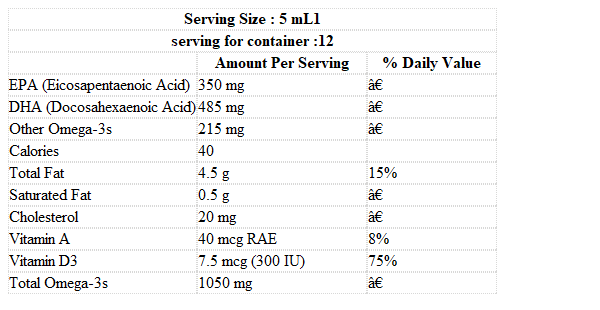 Serving Size : 5 mL1
serving for container :12
Amount Per Serving % Daily Value
EPA (Eicosapentaenoic Acid) 350 mg â€
DHA (Docosahexaenoic Acid) 485 mg â€
Other Omega-3s 215 mg â€
Calories 40
Total Fat 4.5 g 15%
Saturated Fat 0.5 g â€
Cholesterol 20 mg â€
Vitamin A 40 mcg RAE 8%
Vitamin D3 7.5 mcg (300 IU) 75%
Total Omega-3s 1050 mg â€